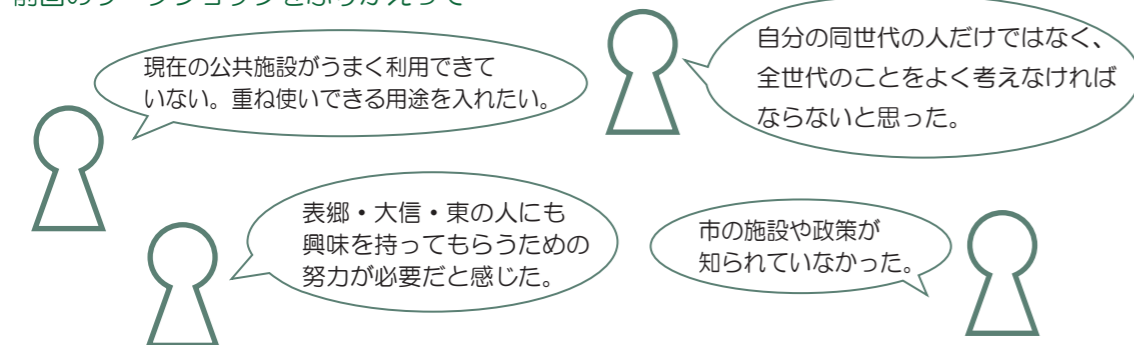 現在の公共施設がうまく利用できて
いない。重ね使いできる用途を入れたい。
自分の同世代の人だけではなく、
全世代のことをよく考えなければ
ならないと思った。
表郷・大信・東の人にも
興味を持ってもらうための
努力が必要だと感じた。
市の施設や政策が
知られていなかった。